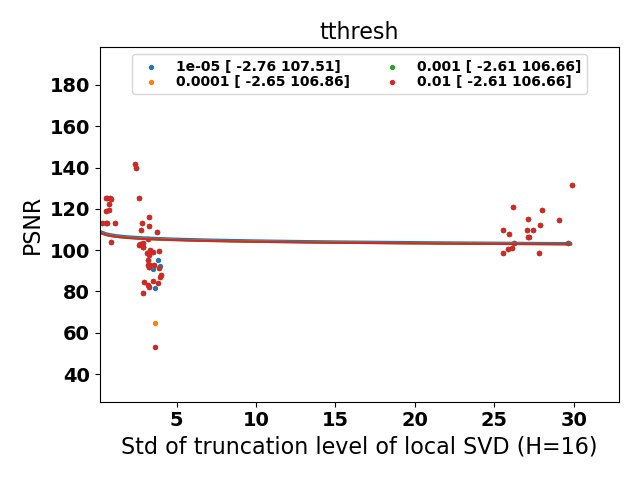 tthresh
1e-05 [ -2.76 107.51]
0.0001 [ -2.65 106.86]
0.001 [ -2.61 106.66]
0.01 [ -2.61 106.66]
PSNR
180
160
140
120
100
80
60
40
5 10 15 20 25 30
Std of truncation level of local SVD (H=16)